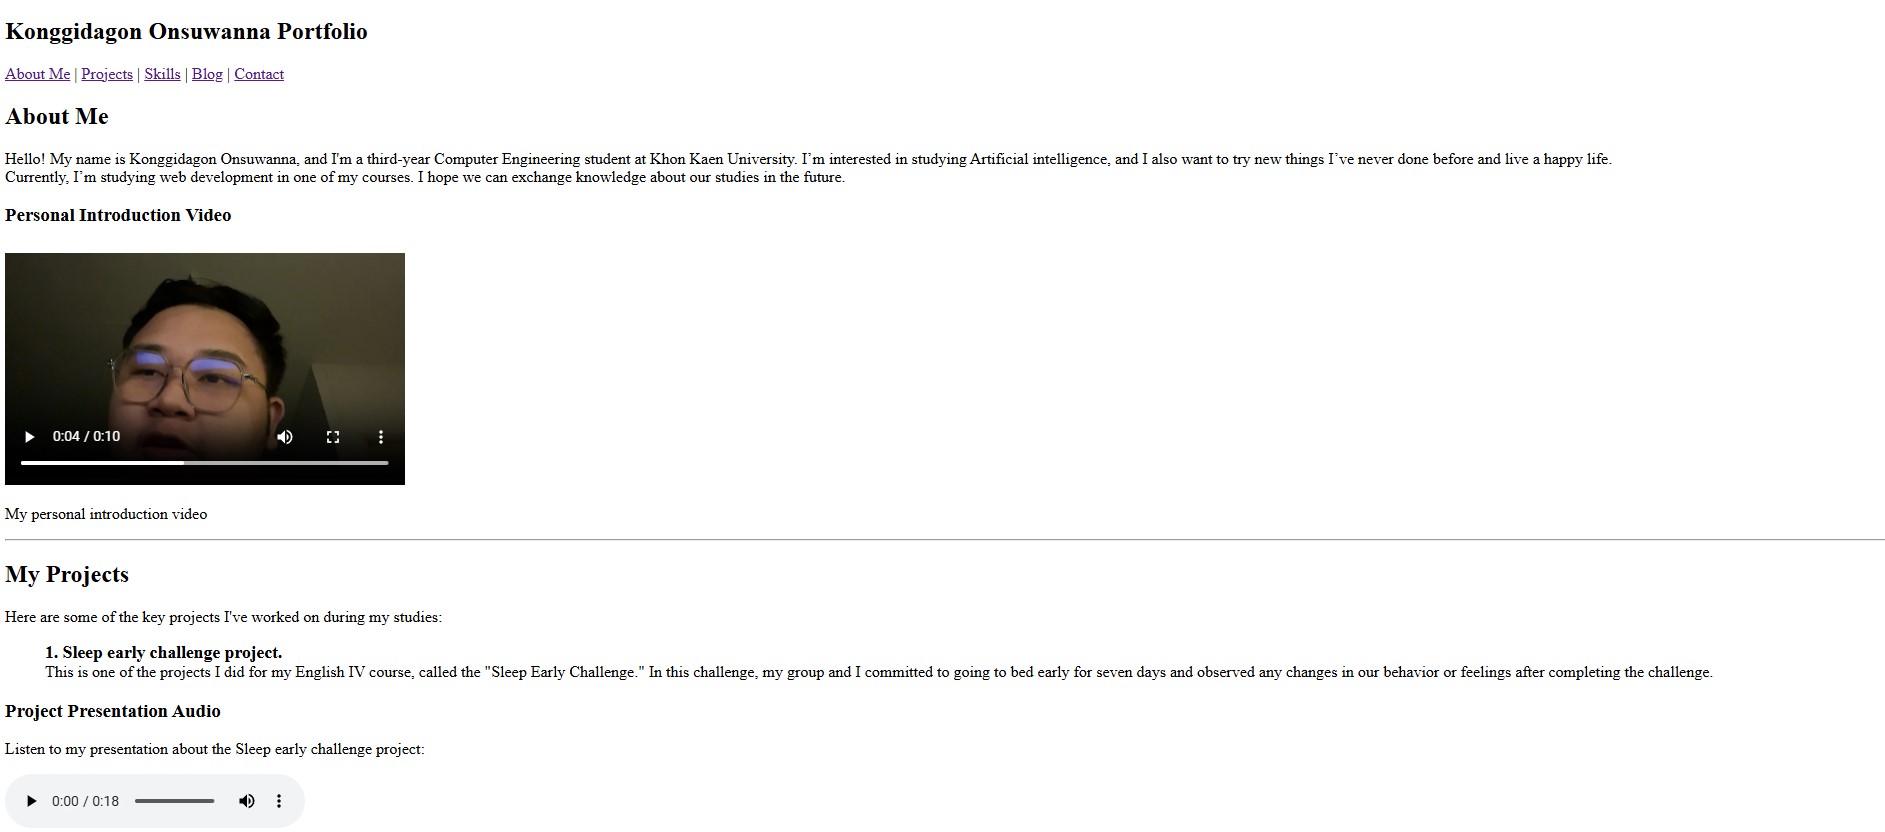 Konggidagon Onsuwanna Portfolio
About Me | Projects | Skills | Blog | Contact
About Me
Hello! My name is Konggidagon Onsuwanna, and I'm a third-year Computer Engineering student at Khon Kaen University. I’m interested in studying Artificial intelligence, and I also want to try new things I’ve never done before and live a happy life.
Currently, I’m studying web development in one of my courses. I hope we can exchange knowledge about our studies in the future.
Personal Introduction Video
0:04 / 0:10
My personal introduction video
My Projects
Here are some of the key projects I've worked on during my studies:
1. Sleep early challenge project.
This is one of the projects I did for my English IV course, called the "Sleep Early Challenge." In this challenge, my group and I committed to going to bed early for seven days and observed any changes in our behavior or feelings after completing the challenge.
Project Presentation Audio
Listen to my presentation about the Sleep early challenge project:
0:00 / 0:18